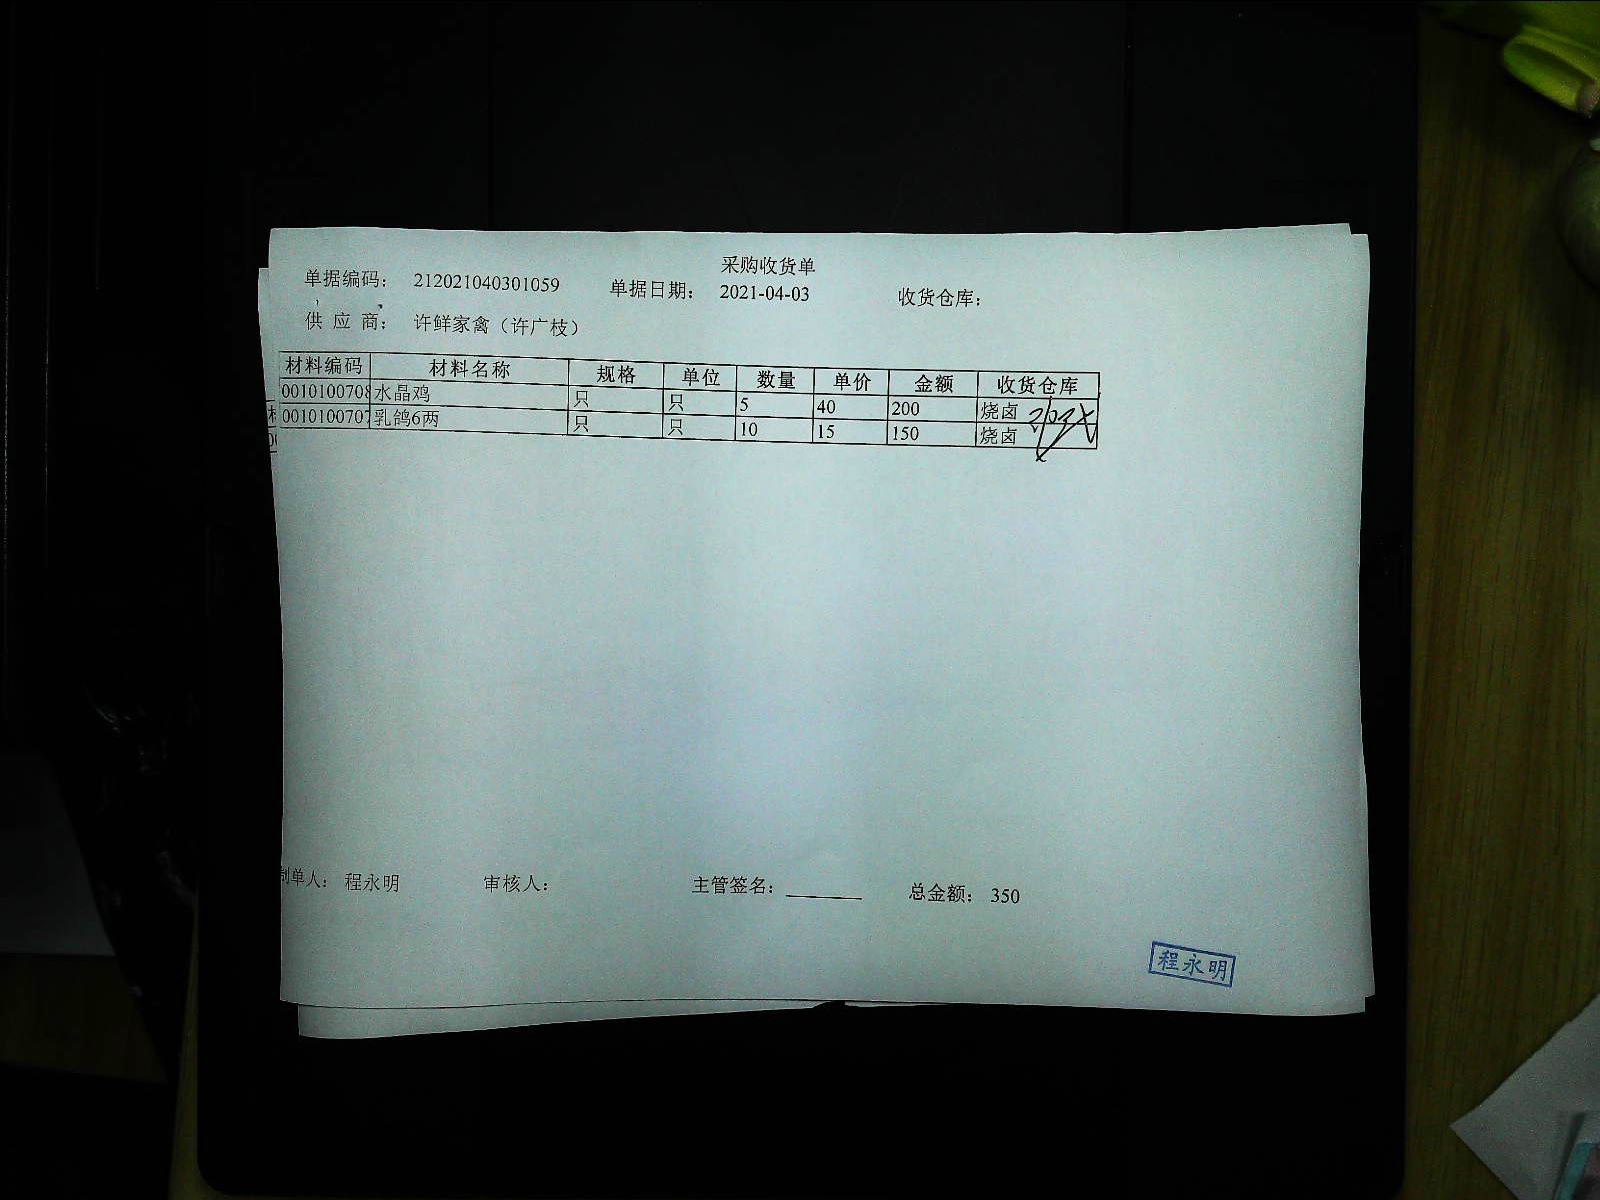 采购收货单
单据编码： 212021040301059 单据日期： 2021-04-03 收货仓库：
供 应 商： 许鲜家禽（许广枝）
材料编码 材料名称 规格 单位 数量 单价 金额 收货仓库
0010100708 水晶鸡 只 只 5 40 200 烧卤
0010100707 乳鸽6两 只 只 10 15 150 烧卤
制单人： 程永明 审核人： 主管签名： 总金额： 350
程永明